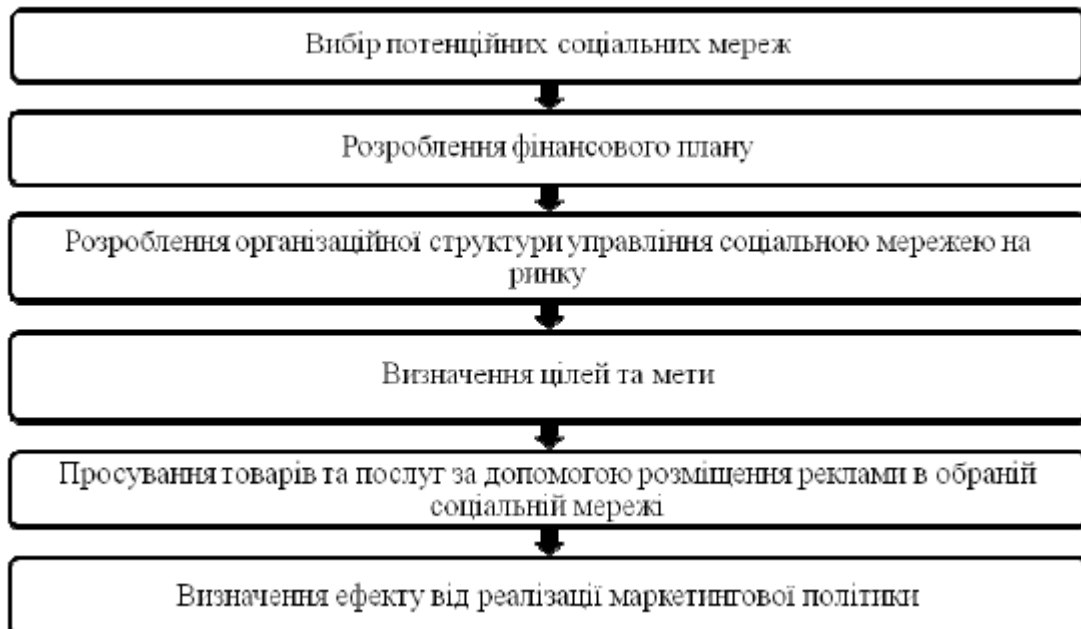 Вибір потенційних соціальних мереж
Розроблення фінансового плану
Розроблення організаційної структури управління соціальною мережею на
ринку
Визначення цілей та мети
Просування товарів та послуг за допомогою розміщення реклами в обраній
соціальній мережі
Визначення ефекту від реалізації маркетингової політики